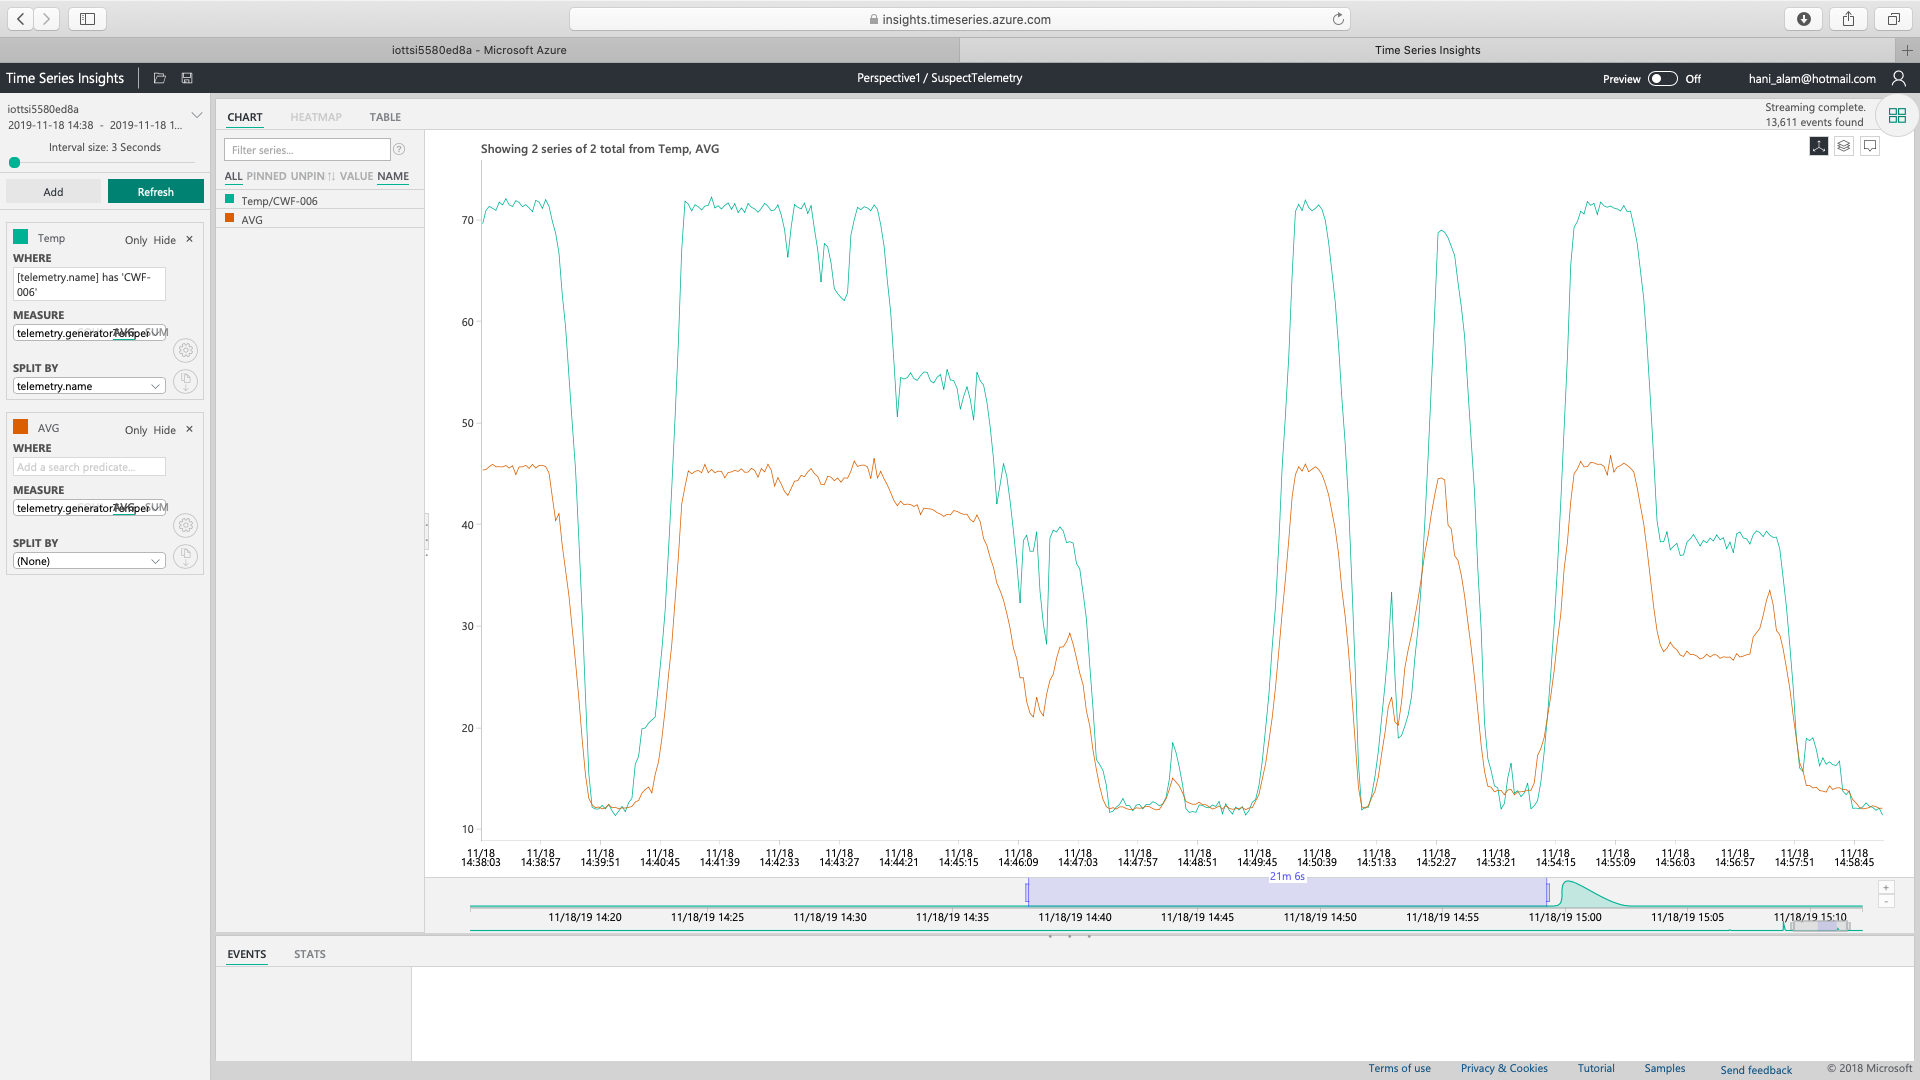 insights.timeseries.azure.com
iottsi5580ed8a - Microsoft Azure
Time Series Insights
Time Series Insights
Perspective1 / SuspectTelemetry
Preview
Off
hani_alam@hotmail.com
iottsi5580ed8a
2019-11-18 14:38 - 2019-11-18 1...
Interval size: 3 Seconds
Add
Refresh
Temp
Only Hide ×
WHERE
[telemetry.name] has 'CWF-
006'
MEASURE
telemetry.generatorTemper
AVG SUM
SPLIT BY
telemetry.name
AVG
Only Hide ×
WHERE
Add a search predicate...
MEASURE
telemetry.generatorTemper
AVG SUM
SPLIT BY
(None)
CHART
HEATMAP
TABLE
Streaming complete.
13,611 events found
Filter series...
?
ALL PINNED UNPIN VALUE NAME
Temp/CWF-006
AVG
Showing 2 series of 2 total from Temp, AVG
70
60
50
40
30
20
10
11/18 11/18 11/18 11/18 11/18 11/18 11/18 11/18 11/18 11/18 11/18 11/18 11/18 11/18 11/18 11/18 11/18 11/18 11/18 11/18 11/18 11/18 11/18 11/18
14:38:03 14:38:57 14:39:51 14:40:45 14:41:39 14:42:33 14:43:27 14:44:21 14:45:15 14:46:09 14:47:03 14:47:57 14:48:51 14:49:45 14:50:39 14:51:33 14:52:27 14:53:21 14:54:15 14:55:09 14:56:03 14:56:57 14:57:51 14:58:45
21m 6s
+
-
11/18/19 14:20 11/18/19 14:25 11/18/19 14:30 11/18/19 14:35 11/18/19 14:40 11/18/19 14:45 11/18/19 14:50 11/18/19 14:55 11/18/19 15:00 11/18/19 15:05 11/18/19 15:10
EVENTS
STATS
Terms of use
Privacy & Cookies
Tutorial
Samples
Send feedback
© 2018 Microsoft